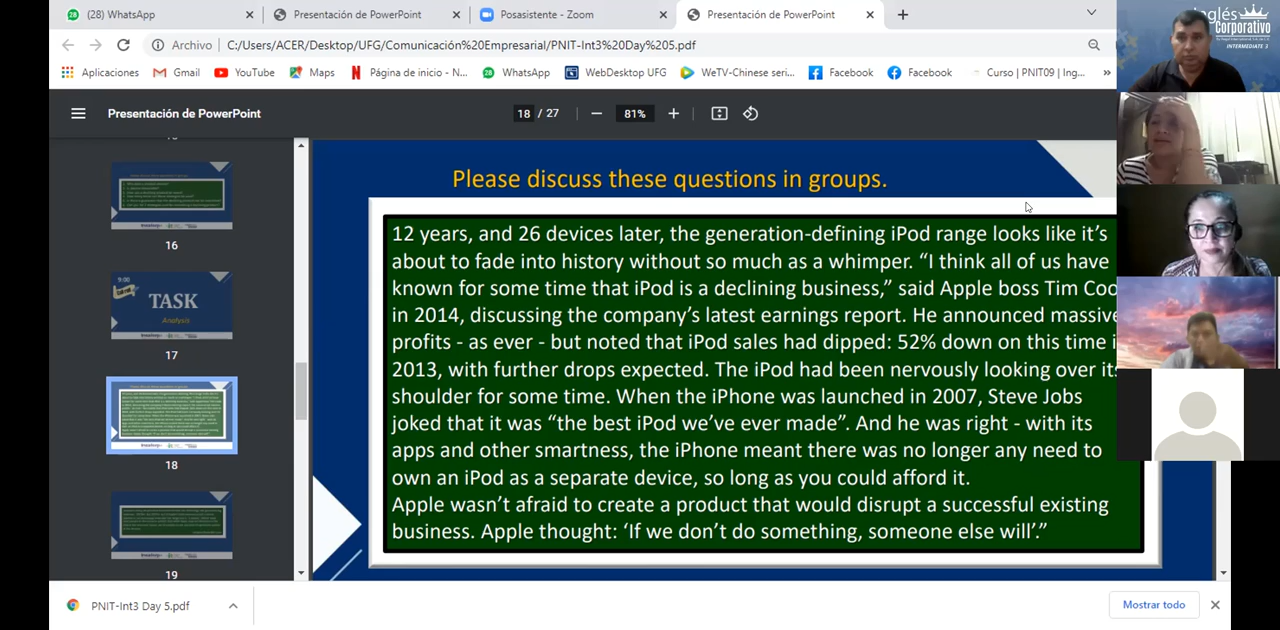 (28) WhatsApp
Presentación de PowerPoint
Posasistente - Zoom
Presentación de PowerPoint
Inglés
Corporativo
INTERMEDIATE 3
Archivo
C:/Users/ACER/Desktop/UFG/Comunicación%20Empresarial/PNIT-Int3%20Day%205.pdf
Aplicaciones
Gmail
YouTube
Maps
Página de inicio - N...
28 WhatsApp
WebDesktop UFG
WeTV-Chinese seri...
Facebook
Facebook
Curso | PNIT09 | Ing...
»
Presentación de PowerPoint
18 / 27
81%
16
9:00
TASK
Analysis
17
18
19
Please discuss these questions in groups.
12 years, and 26 devices later, the generation-defining iPod range looks like it's
about to fade into history without so much as a whimper. “I think all of us have
known for some time that iPod is a declining business,” said Apple boss Tim Coo
in 2014, discussing the company's latest earnings report. He announced massive
profits - as ever - but noted that iPod sales had dipped: 52% down on this time i
2013, with further drops expected. The iPod had been nervously looking over its
shoulder for some time. When the iPhone was launched in 2007, Steve Jobs
joked that it was “the best iPod we've ever made”. And he was right - with its
apps and other smartness, the iPhone meant there was no longer any need to
own an iPod as a separate device, so long as you could afford it.
Apple wasn't afraid to create a product that would disrupt a successful existing
business. Apple thought: ‘If we don't do something, someone else will’.”
PNIT-Int3 Day 5.pdf
Mostrar todo